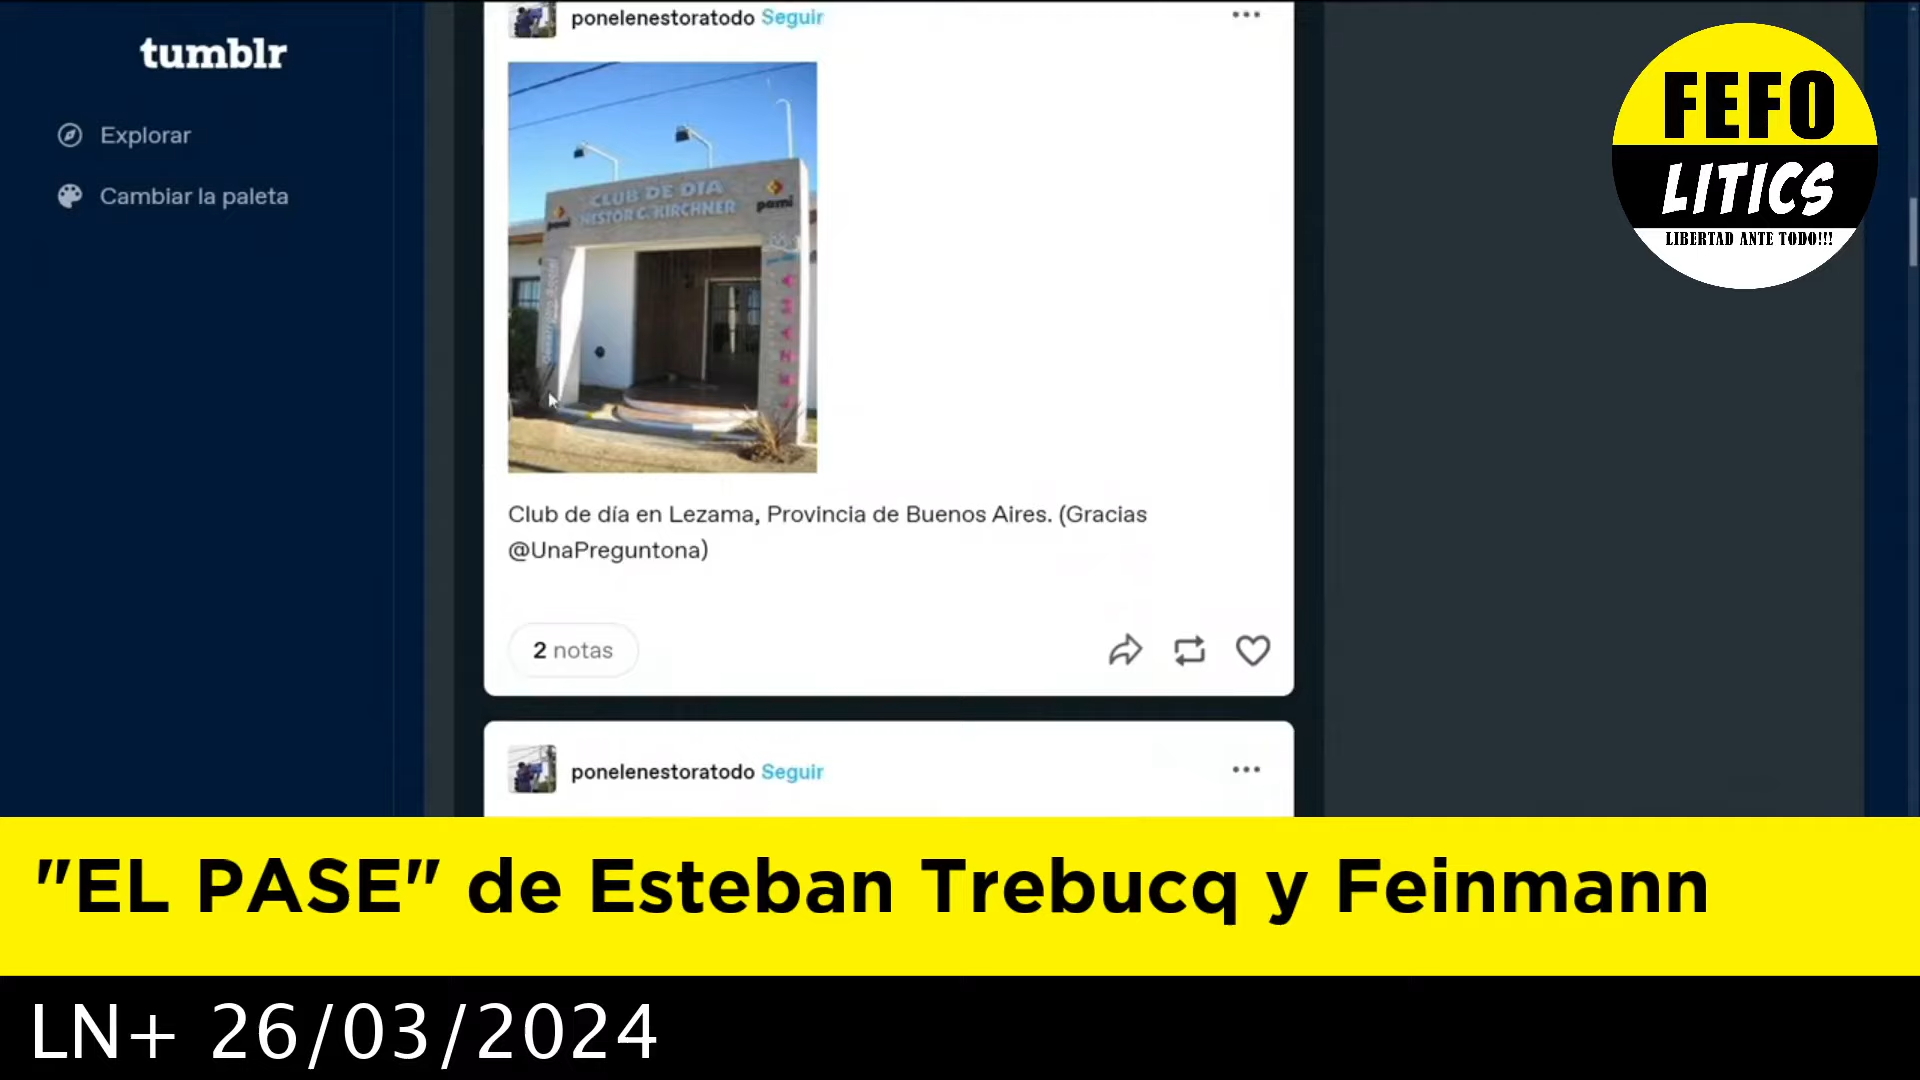 tumblr
Explorar
Cambiar la paleta
ponelenestoratodo Seguir
CLUB DE DIA
NESTOR C. KIRCHNER
pami
pami
Club de día en Lezama, Provincia de Buenos Aires. (Gracias
@UnaPreguntona)
2 notas
ponelenestoratodo Seguir
FEFO
LITICS
LIBERTAD ANTE TODO!!!
"EL PASE" de Esteban Trebucq y Feinmann
LN+ 26/03/2024